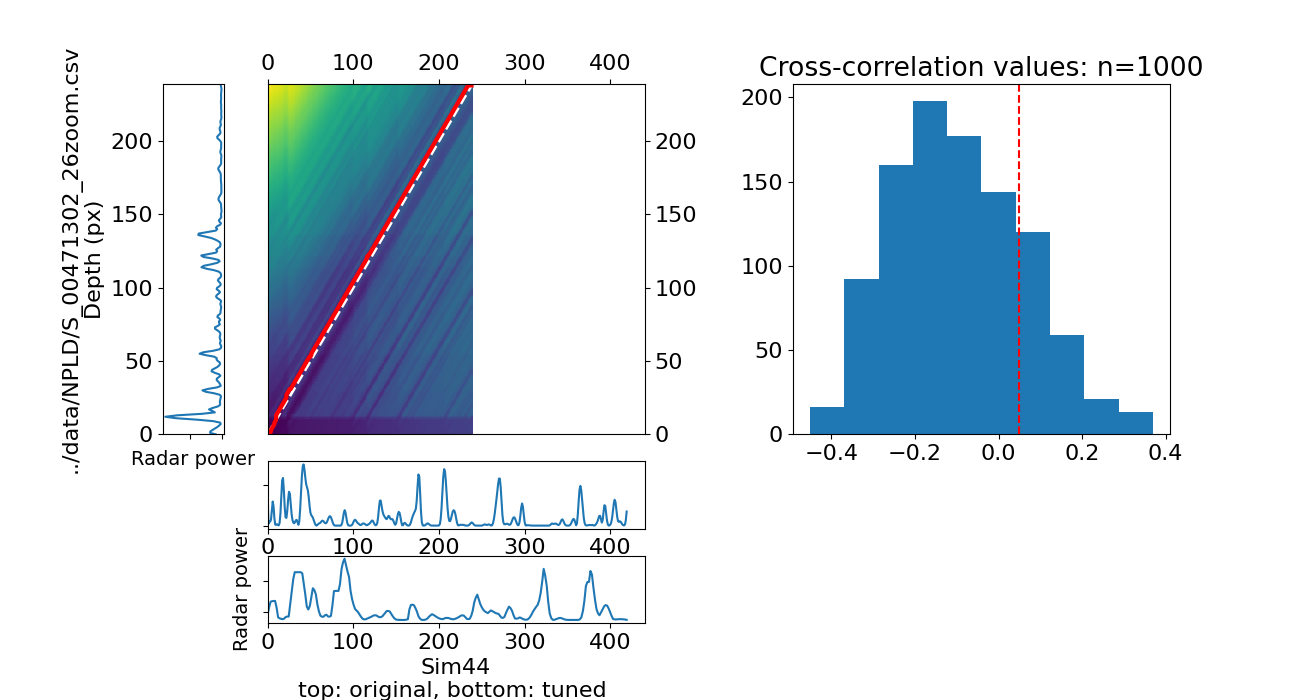 0 100 200 300 400
Cross-correlation values: n=1000
../data/NPLD/S_00471302_26zoom.csv
Depth (px)
200
150
100
50
0
200
150
100
50
0
200
150
100
50
0
−0.4 −0.2 0.0 0.2 0.4
Radar power
0 100 200 300 400
Radar power
0 100 200 300 400
Sim44
top: original, bottom: tuned